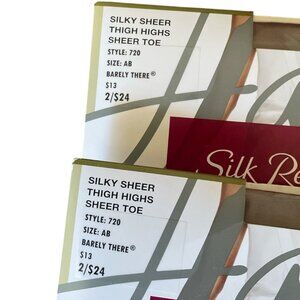 SILKY SHEER
THIGH HIGHS
SHEER TOE
STYLE: 720
SIZE: AB
BARELY THERE®
$13
2/$24
Silk Re
SILKY SHEER
THIGH HIGHS
SHEER TOE
STYLE: 720
SIZE: AB
BARELY THERE®
$13
2/$24